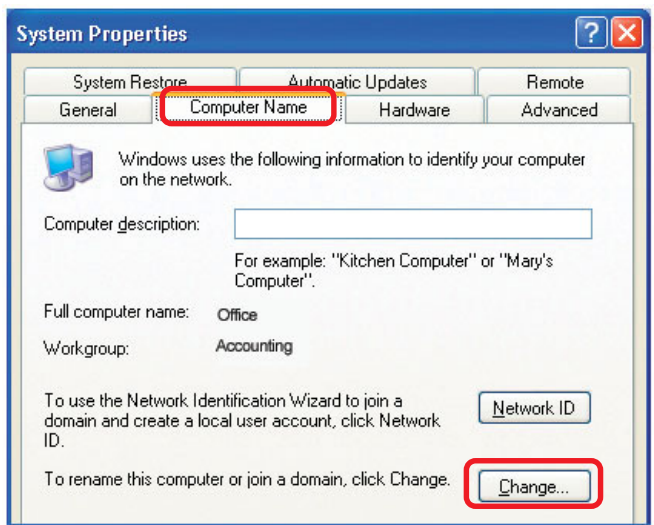 System Properties
System Restore
Automatic Updates
Remote
General
Computer Name
Hardware
Advanced
Windows uses the following information to identify your computer
on the network.
Computer description:
For example: "Kitchen Computer" or "Mary's
Computer".
Full computer name: Office
Workgroup: Accounting
To use the Network Identification Wizard to join a
domain and create a local user account, click Network
ID.
Network ID
To rename this computer or join a domain, click Change.
Change...